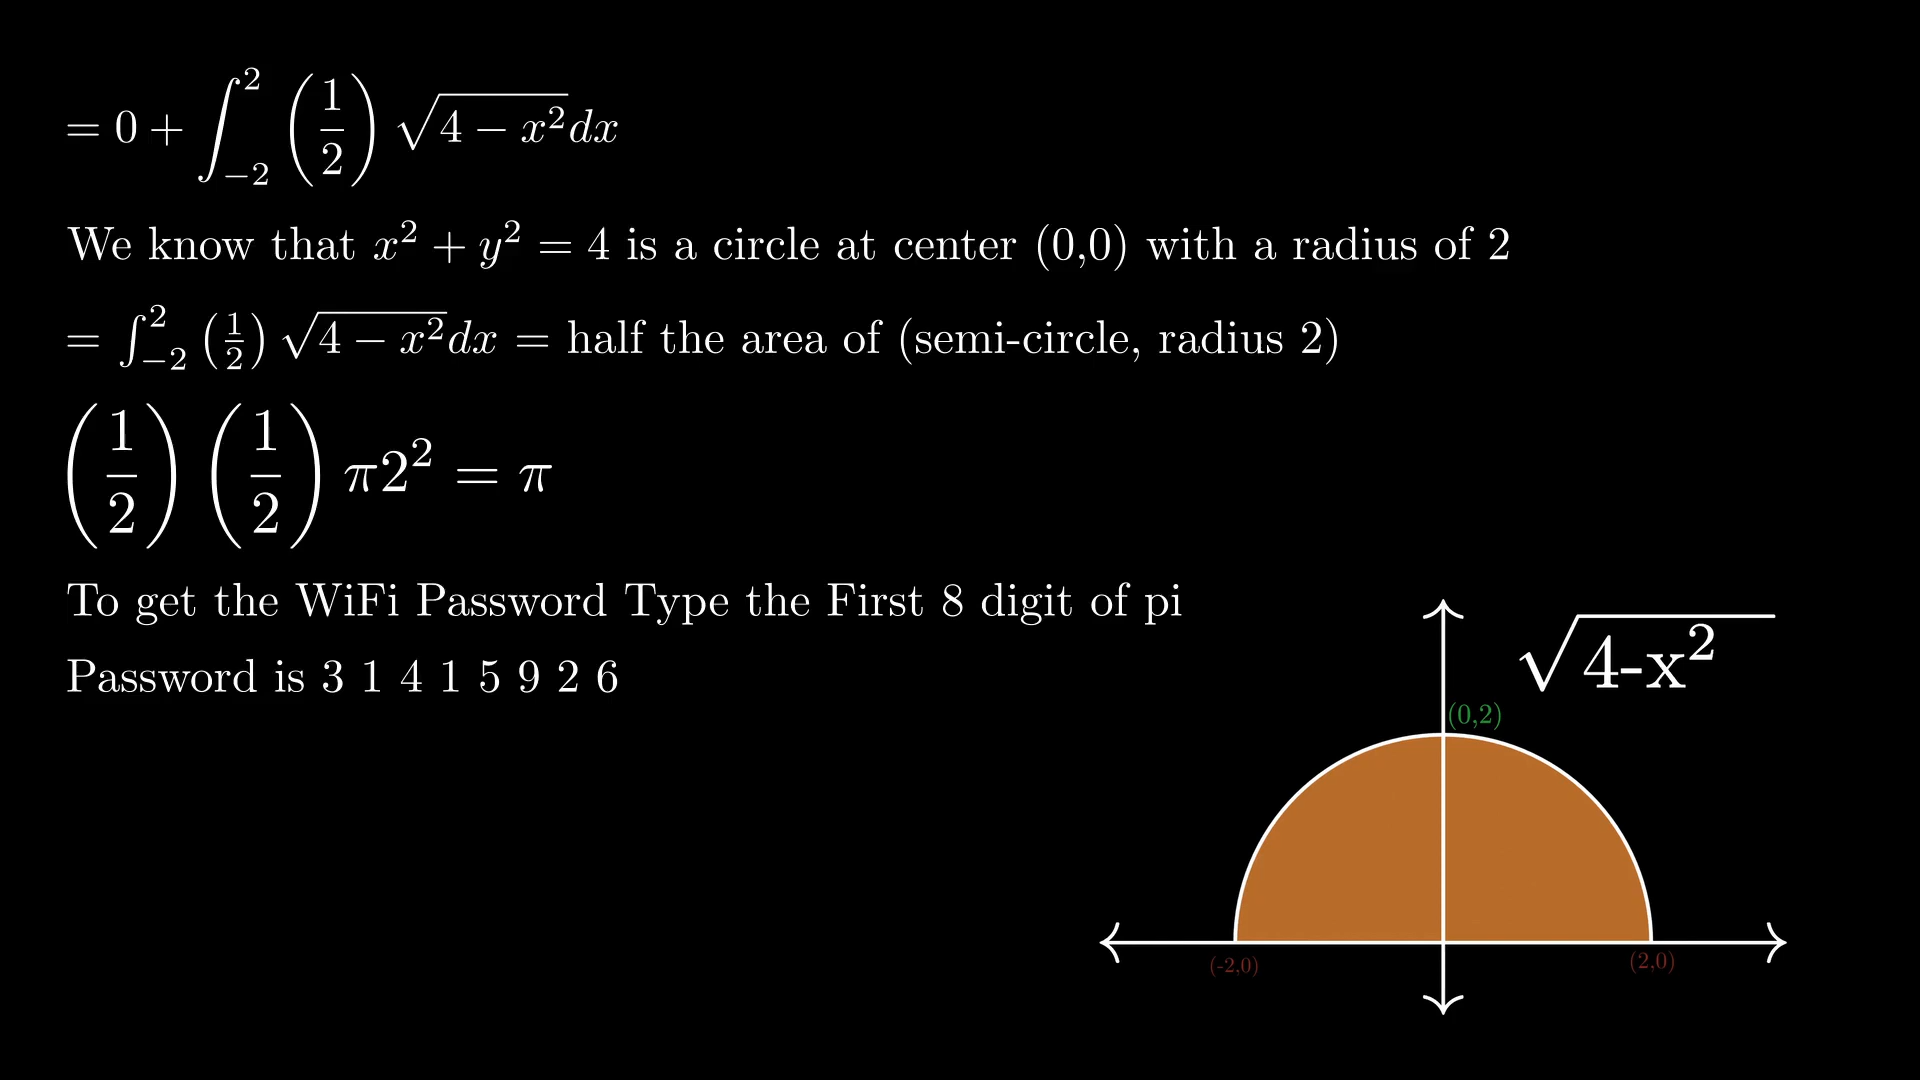 = 0 + ∫_{-2}^{2} (1/2) √(4 − x²) dx
We know that x² + y² = 4 is a circle at center (0,0) with a radius of 2
= ∫_{-2}^{2} (1/2) √(4 − x²) dx = half the area of (semi-circle, radius 2)
(1/2) (1/2) π2² = π
To get the WiFi Password Type the First 8 digit of pi
Password is 3 1 4 1 5 9 2 6
√(4-x²)
(0,2)
(-2,0)
(2,0)